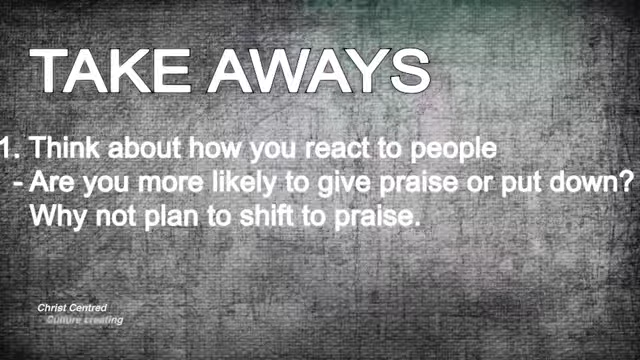 TAKE AWAYS
1. Think about how you react to people
- Are you more likely to give praise or put down?
Why not plan to shift to praise.
Christ Centred
Culture creating